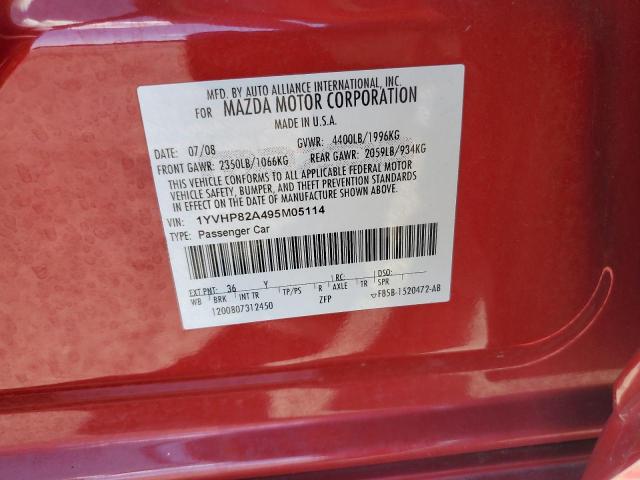 MFD. BY AUTO ALLIANCE INTERNATIONAL, INC.
FOR MAZDA MOTOR CORPORATION
MADE IN U.S.A.
DATE: 07/08 GVWR: 4400LB/1996KG
FRONT GAWR: 2350LB/1066KG REAR GAWR: 2059LB/934KG
THIS VEHICLE CONFORMS TO ALL APPLICABLE FEDERAL MOTOR
VEHICLE SAFETY, BUMPER, AND THEFT PREVENTION STANDARDS
IN EFFECT ON THE DATE OF MANUFACTURE SHOWN ABOVE.
VIN: 1YVHP82A495M05114
TYPE: Passenger Car
EXT PNT: 36 Y RC: DSO:
WB BRK INT TR TP/PS R AXLE TR SPR
1200807312450 ZFP F85B-1520472-AB